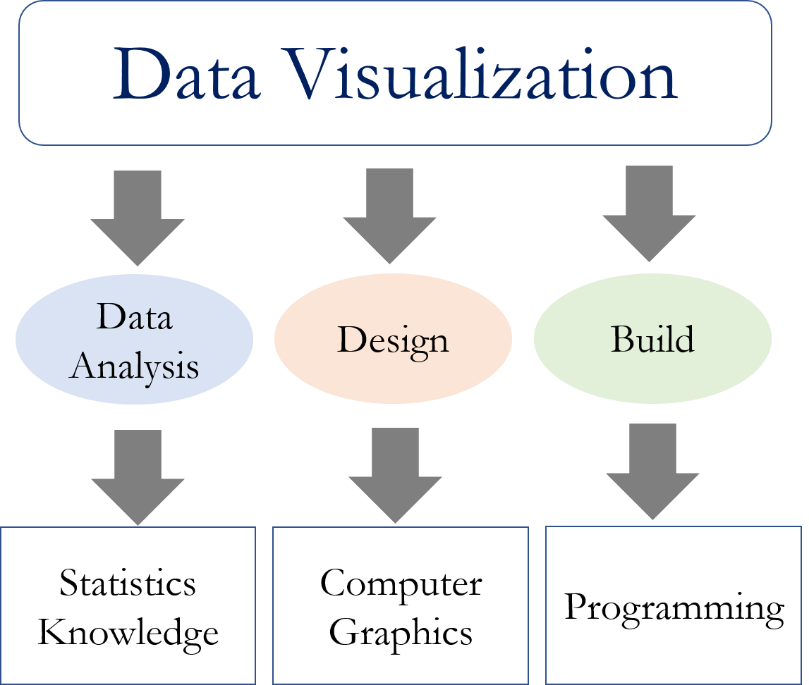 Data Visualization
Data
Analysis
Design
Build
Statistics
Knowledge
Computer
Graphics
Programming